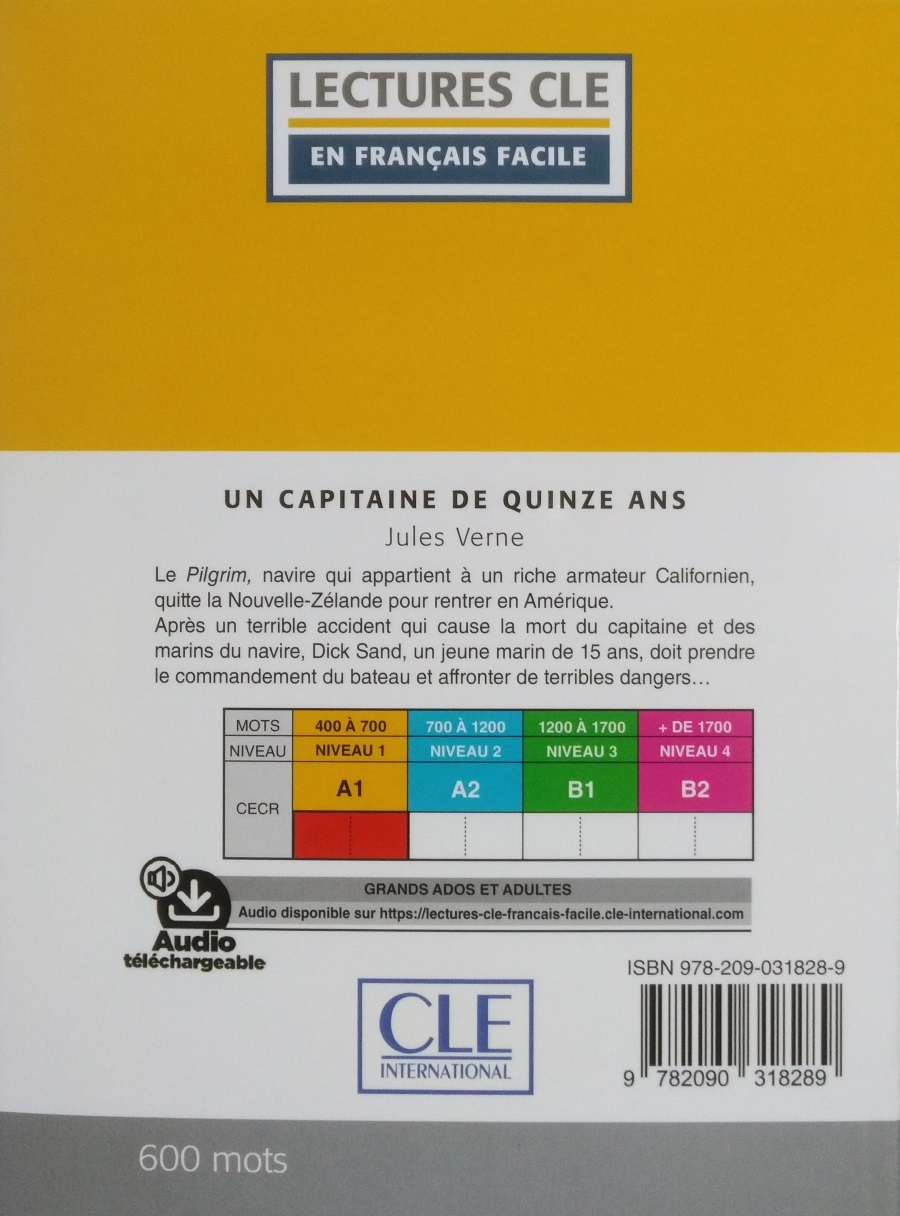 LECTURES CLE
EN FRANÇAIS FACILE
UN CAPITAINE DE QUINZE ANS
Jules Verne
Le Pilgrim, navire qui appartient à un riche armateur Californien,
quitte la Nouvelle-Zélande pour rentrer en Amérique.
Après un terrible accident qui cause la mort du capitaine et des
marins du navire, Dick Sand, un jeune marin de 15 ans, doit prendre
le commandement du bateau et affronter de terribles dangers…
MOTS 400 À 700 700 À 1200 1200 À 1700 + DE 1700
NIVEAU NIVEAU 1 NIVEAU 2 NIVEAU 3 NIVEAU 4
CECR A1 A2 B1 B2
GRANDS ADOS ET ADULTES
Audio disponible sur https://lectures-cle-francais-facile.cle-international.com
Audio
téléchargeable
ISBN 978-209-031828-9
CLE
INTERNATIONAL
9 782090 318289
600 mots